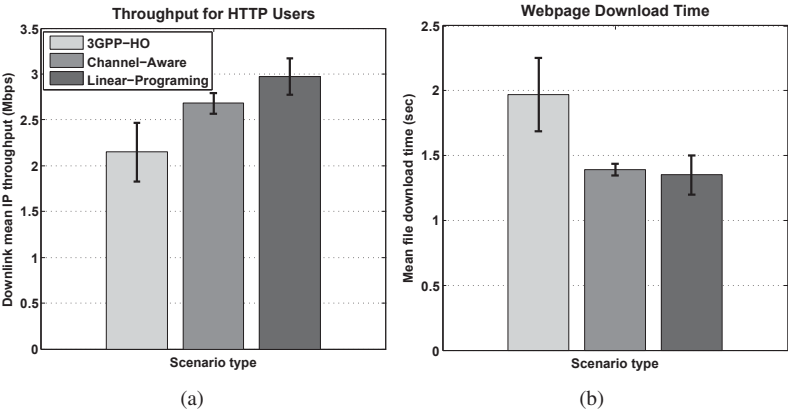 Throughput for HTTP Users
Downlink mean IP throughput (Mbps)
3.5
3
2.5
2
1.5
1
0.5
0
3GPP−HO
Channel−Aware
Linear−Programing
Scenario type
(a)
Webpage Download Time
Mean file download time (sec)
2.5
2
1.5
1
0.5
0
Scenario type
(b)